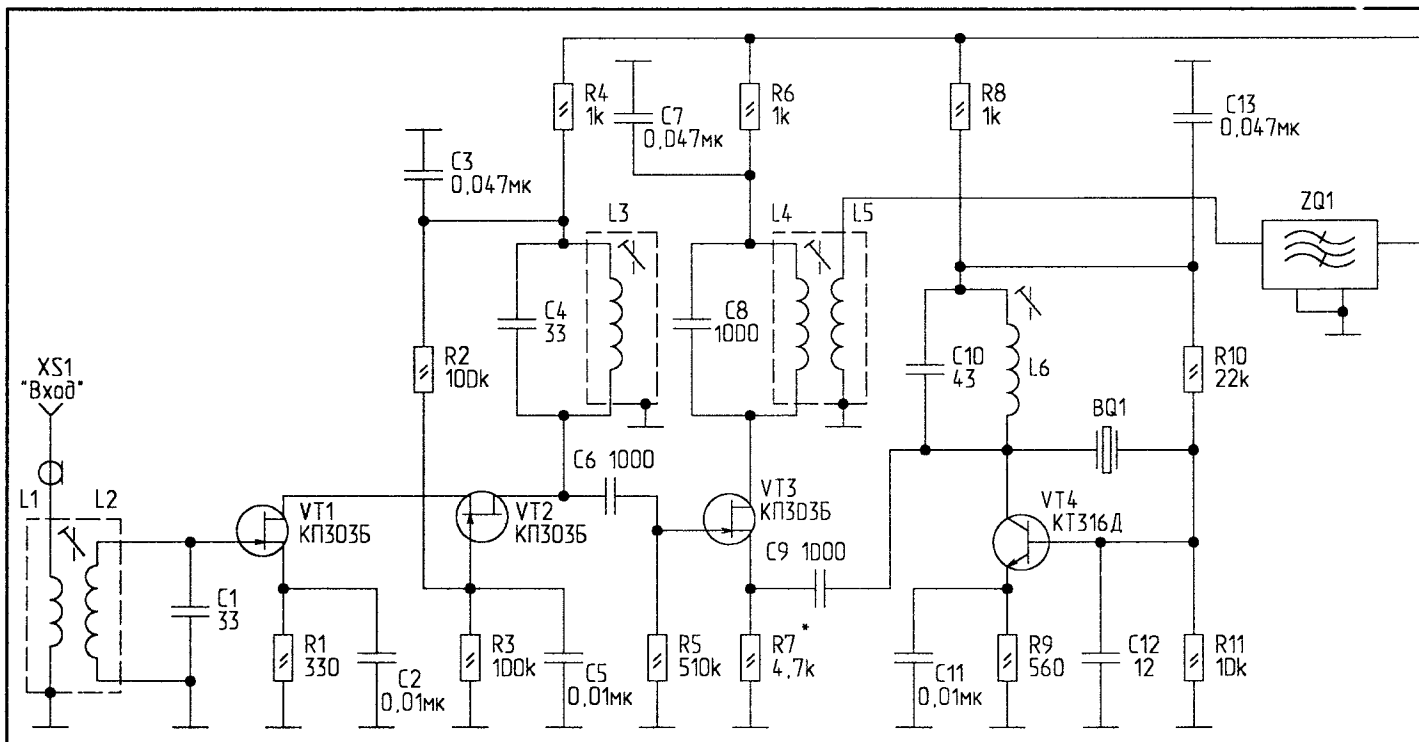 R4
1k
C7
0,047мк
R6
1k
R8
1k
C13
0,047мк
C3
0,047мк
L3
L4
L5
ZQ1
C4
33
C8
1000
R2
100k
C10
43
L6
R10
22k
XS1
"Вход"
BQ1
C6 1000
L1
L2
VT1
КП303Б
VT2
КП303Б
VT3
КП303Б
VT4
КТ316Д
C9 1000
C1
33
R1
330
C2
0,01мк
R3
100k
C5
0,01мк
R5
510k
R7*
4,7k
C11
0,01мк
R9
560
C12
12
R11
10k